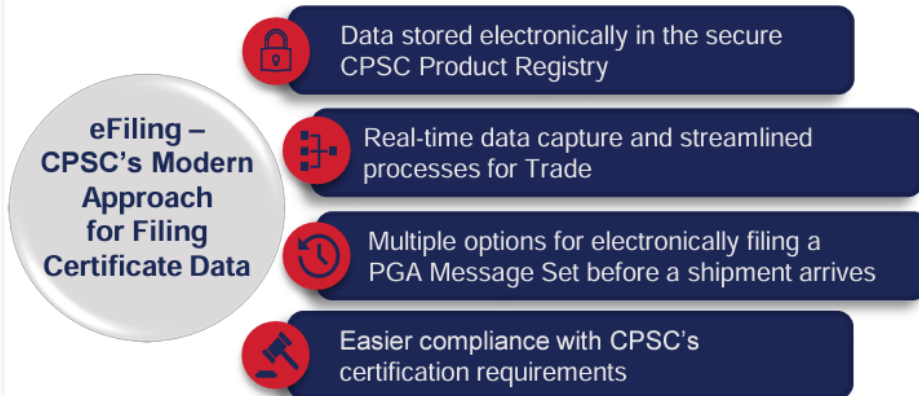 eFiling –
CPSC's Modern
Approach
for Filing
Certificate Data
Data stored electronically in the secure
CPSC Product Registry
Real-time data capture and streamlined
processes for Trade
Multiple options for electronically filing a
PGA Message Set before a shipment arrives
Easier compliance with CPSC's
certification requirements